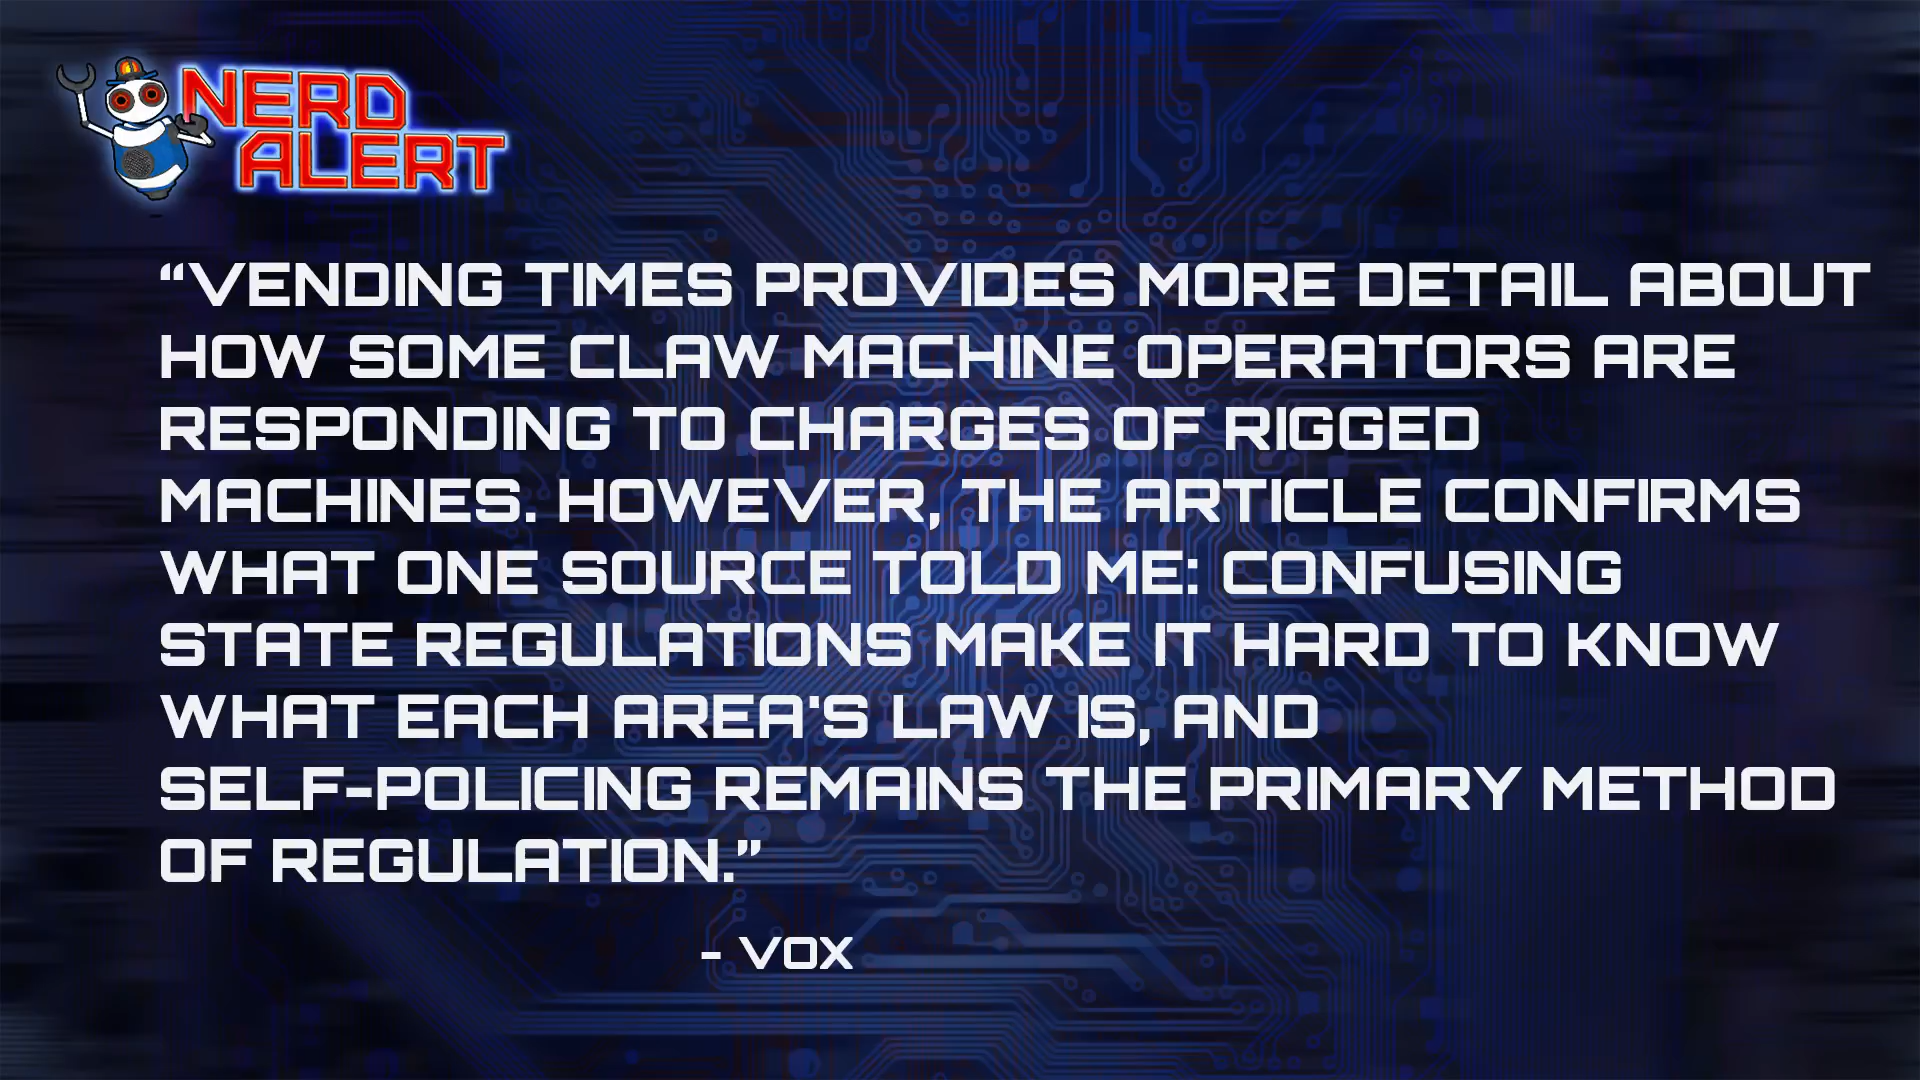 NERD
ALERT
“VENDING TIMES PROVIDES MORE DETAIL ABOUT
HOW SOME CLAW MACHINE OPERATORS ARE
RESPONDING TO CHARGES OF RIGGED
MACHINES. HOWEVER, THE ARTICLE CONFIRMS
WHAT ONE SOURCE TOLD ME: CONFUSING
STATE REGULATIONS MAKE IT HARD TO KNOW
WHAT EACH AREA'S LAW IS, AND
SELF-POLICING REMAINS THE PRIMARY METHOD
OF REGULATION.”
- VOX